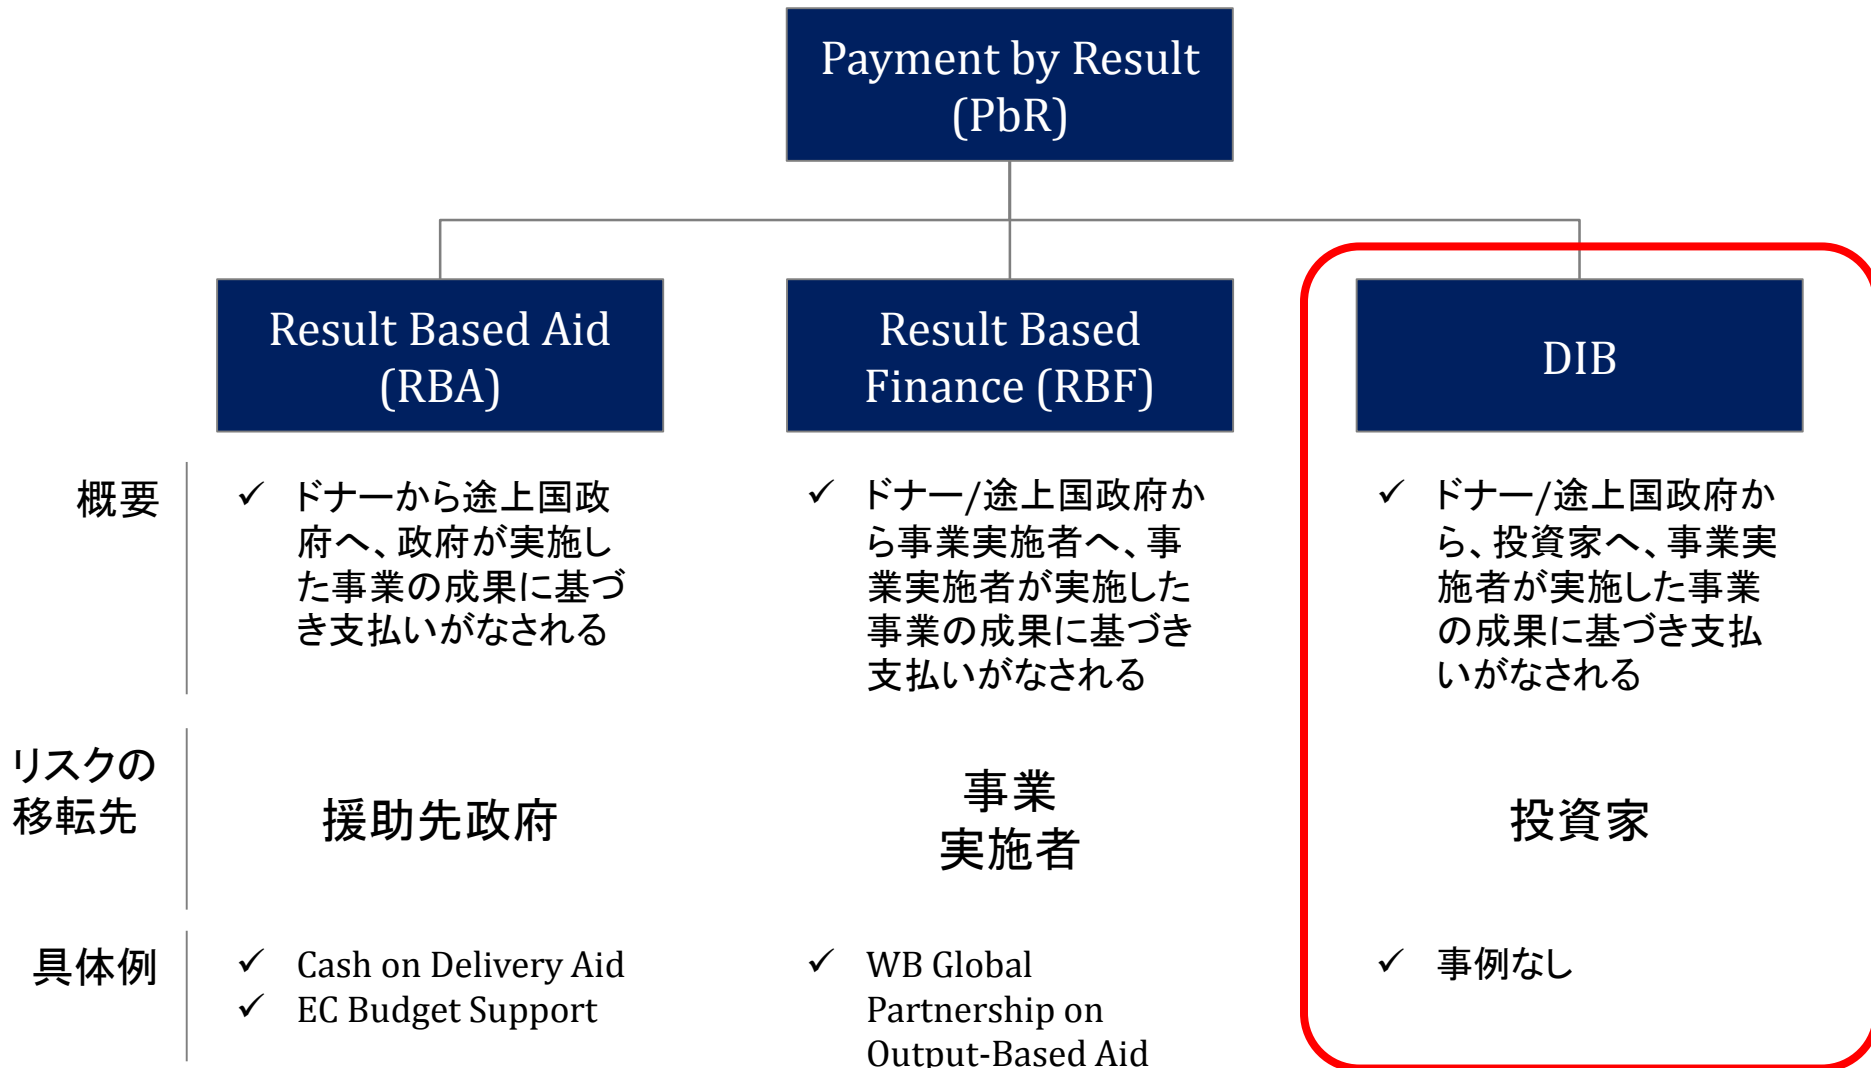 Payment by Result
(PbR)
Result Based Aid
(RBA)
Result Based
Finance (RBF)
DIB
概要
✓ ドナーから途上国政
府へ、政府が実施し
た事業の成果に基づ
き支払いがなされる
✓ ドナー/途上国政府か
ら事業実施者へ、事
業実施者が実施した
事業の成果に基づき
支払いがなされる
✓ ドナー/途上国政府か
ら、投資家へ、事業実
施者が実施した事業
の成果に基づき支払
いがなされる
リスクの
移転先
援助先政府
事業
実施者
投資家
具体例
✓ Cash on Delivery Aid
✓ EC Budget Support
✓ WB Global
Partnership on
Output-Based Aid
✓ 事例なし